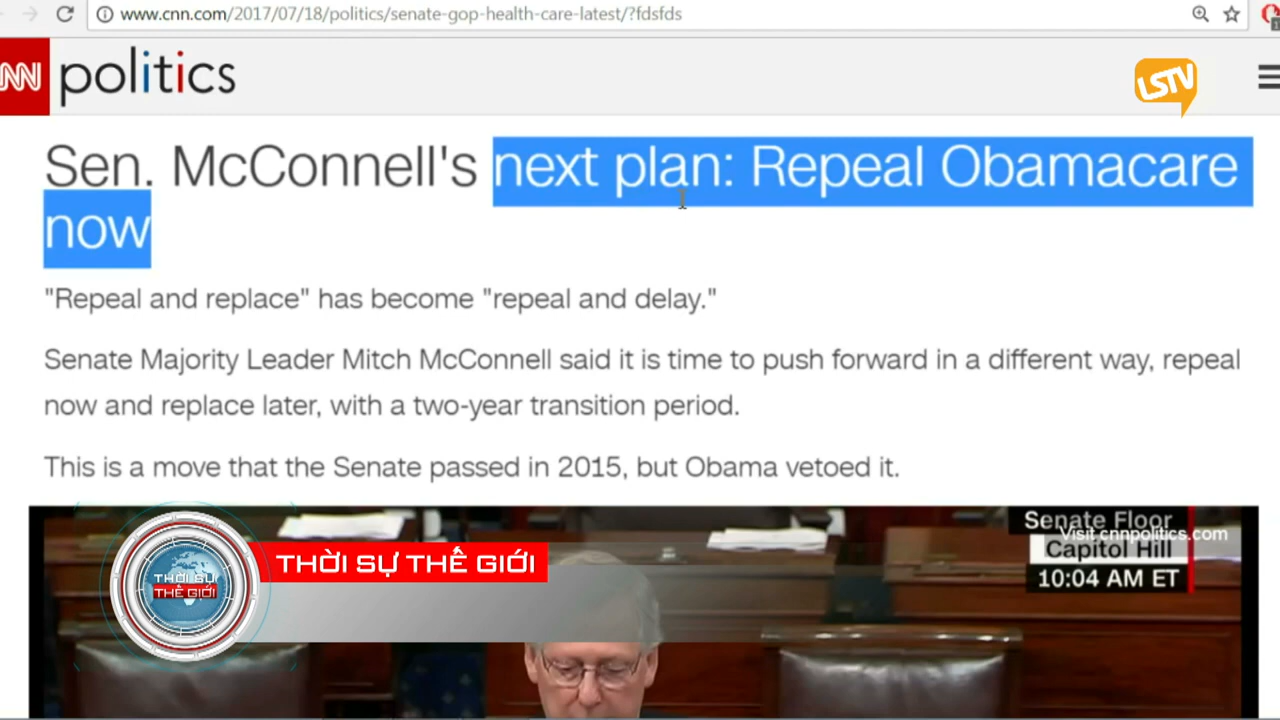 www.cnn.com/2017/07/18/politics/senate-gop-health-care-latest/?fdsfds
CNN politics
LSTV
Sen. McConnell's next plan: Repeal Obamacare
now
"Repeal and replace" has become "repeal and delay."
Senate Majority Leader Mitch McConnell said it is time to push forward in a different way, repeal
now and replace later, with a two-year transition period.
This is a move that the Senate passed in 2015, but Obama vetoed it.
Senate Floor
Visit cnnpolitics.com
Capitol Hill
10:04 AM ET
THỜI SỰ THẾ GIỚI
THỜI SỰ
THẾ GIỚI